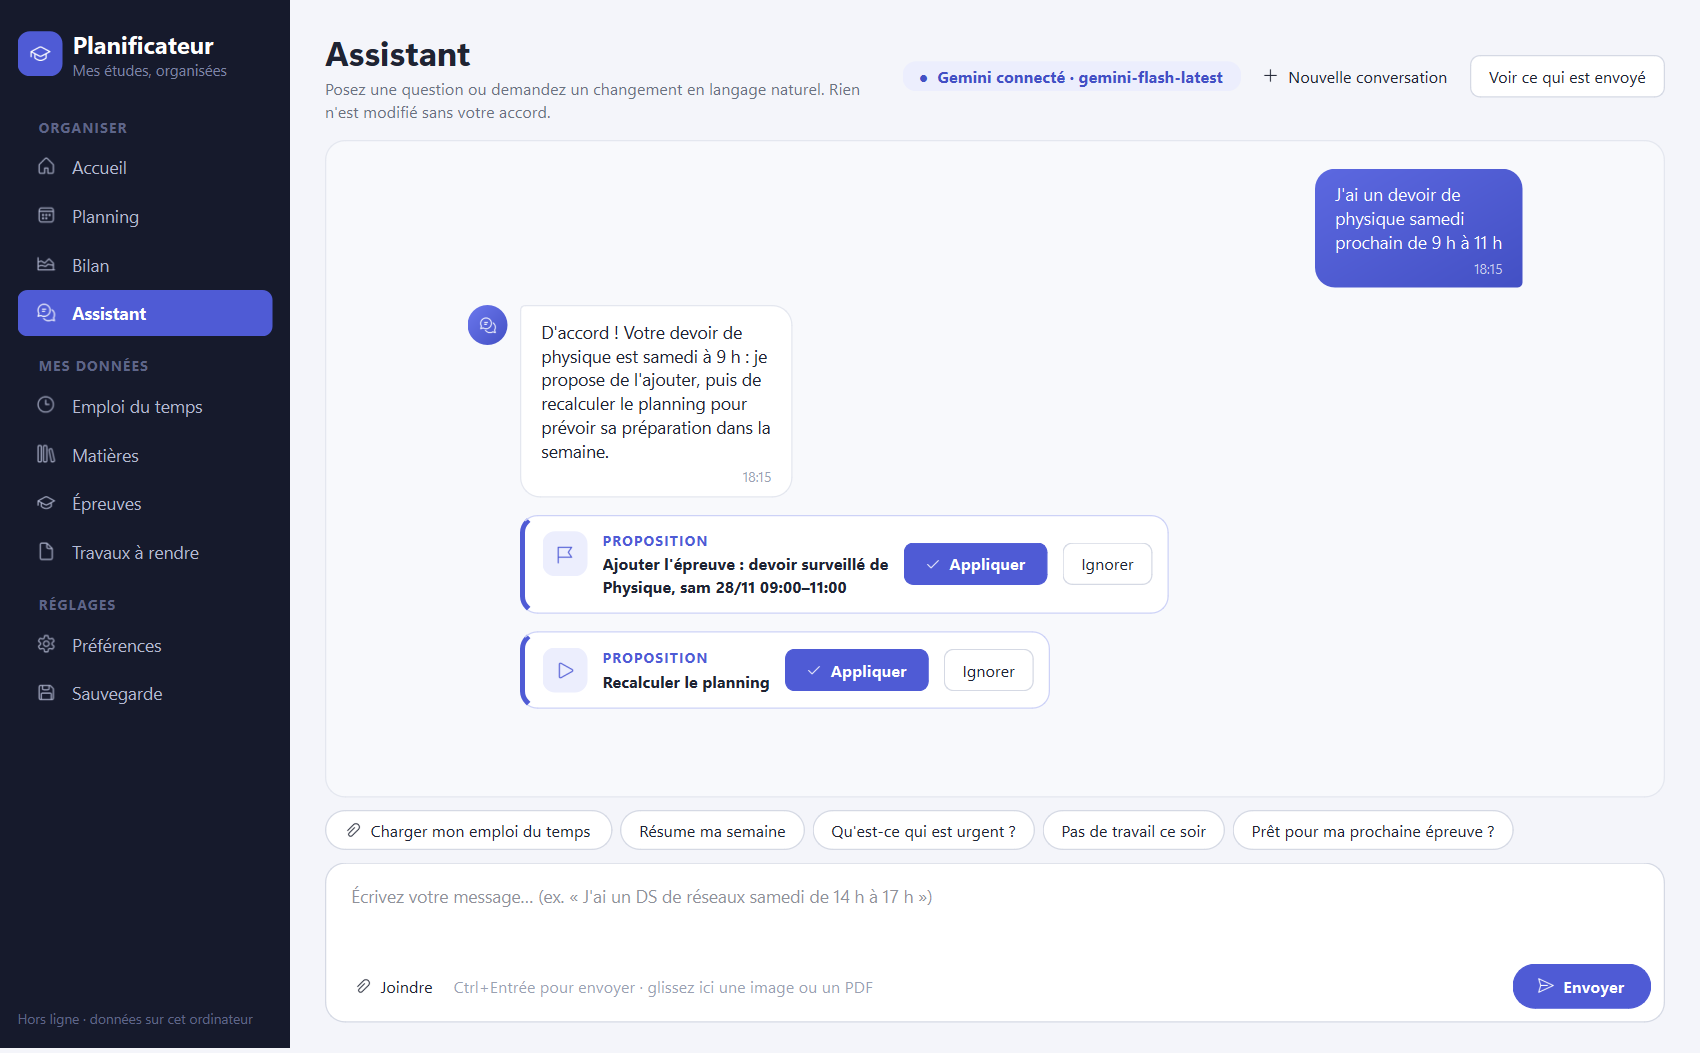 Planificateur
Mes études, organisées
ORGANISER
Accueil
Planning
Bilan
Assistant
MES DONNÉES
Emploi du temps
Matières
Épreuves
Travaux à rendre
RÉGLAGES
Préférences
Sauvegarde
Hors ligne · données sur cet ordinateur
Assistant
Posez une question ou demandez un changement en langage naturel. Rien
n'est modifié sans votre accord.
Gemini connecté · gemini-flash-latest
Nouvelle conversation
Voir ce qui est envoyé
J'ai un devoir de
physique samedi
prochain de 9 h à 11 h
18:15
D'accord ! Votre devoir de
physique est samedi à 9 h : je
propose de l'ajouter, puis de
recalculer le planning pour
prévoir sa préparation dans la
semaine.
18:15
PROPOSITION
Ajouter l'épreuve : devoir surveillé de
Physique, sam 28/11 09:00–11:00
Appliquer
Ignorer
PROPOSITION
Recalculer le planning
Appliquer
Ignorer
Charger mon emploi du temps
Résume ma semaine
Qu'est-ce qui est urgent ?
Pas de travail ce soir
Prêt pour ma prochaine épreuve ?
Écrivez votre message... (ex. « J'ai un DS de réseaux samedi de 14 h à 17 h »)
Joindre
Ctrl+Entrée pour envoyer · glissez ici une image ou un PDF
Envoyer